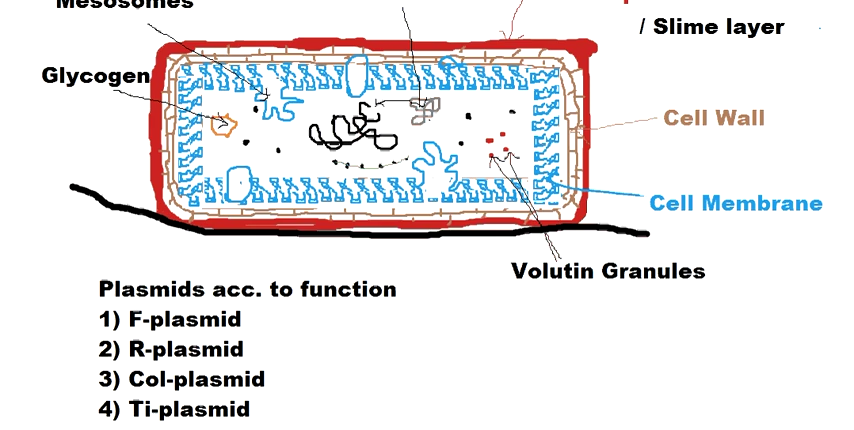 Mesosomes
/ Slime layer
Glycogen
Cell Wall
Cell Membrane
Volutin Granules
Plasmids acc. to function
1) F-plasmid
2) R-plasmid
3) Col-plasmid
4) Ti-plasmid